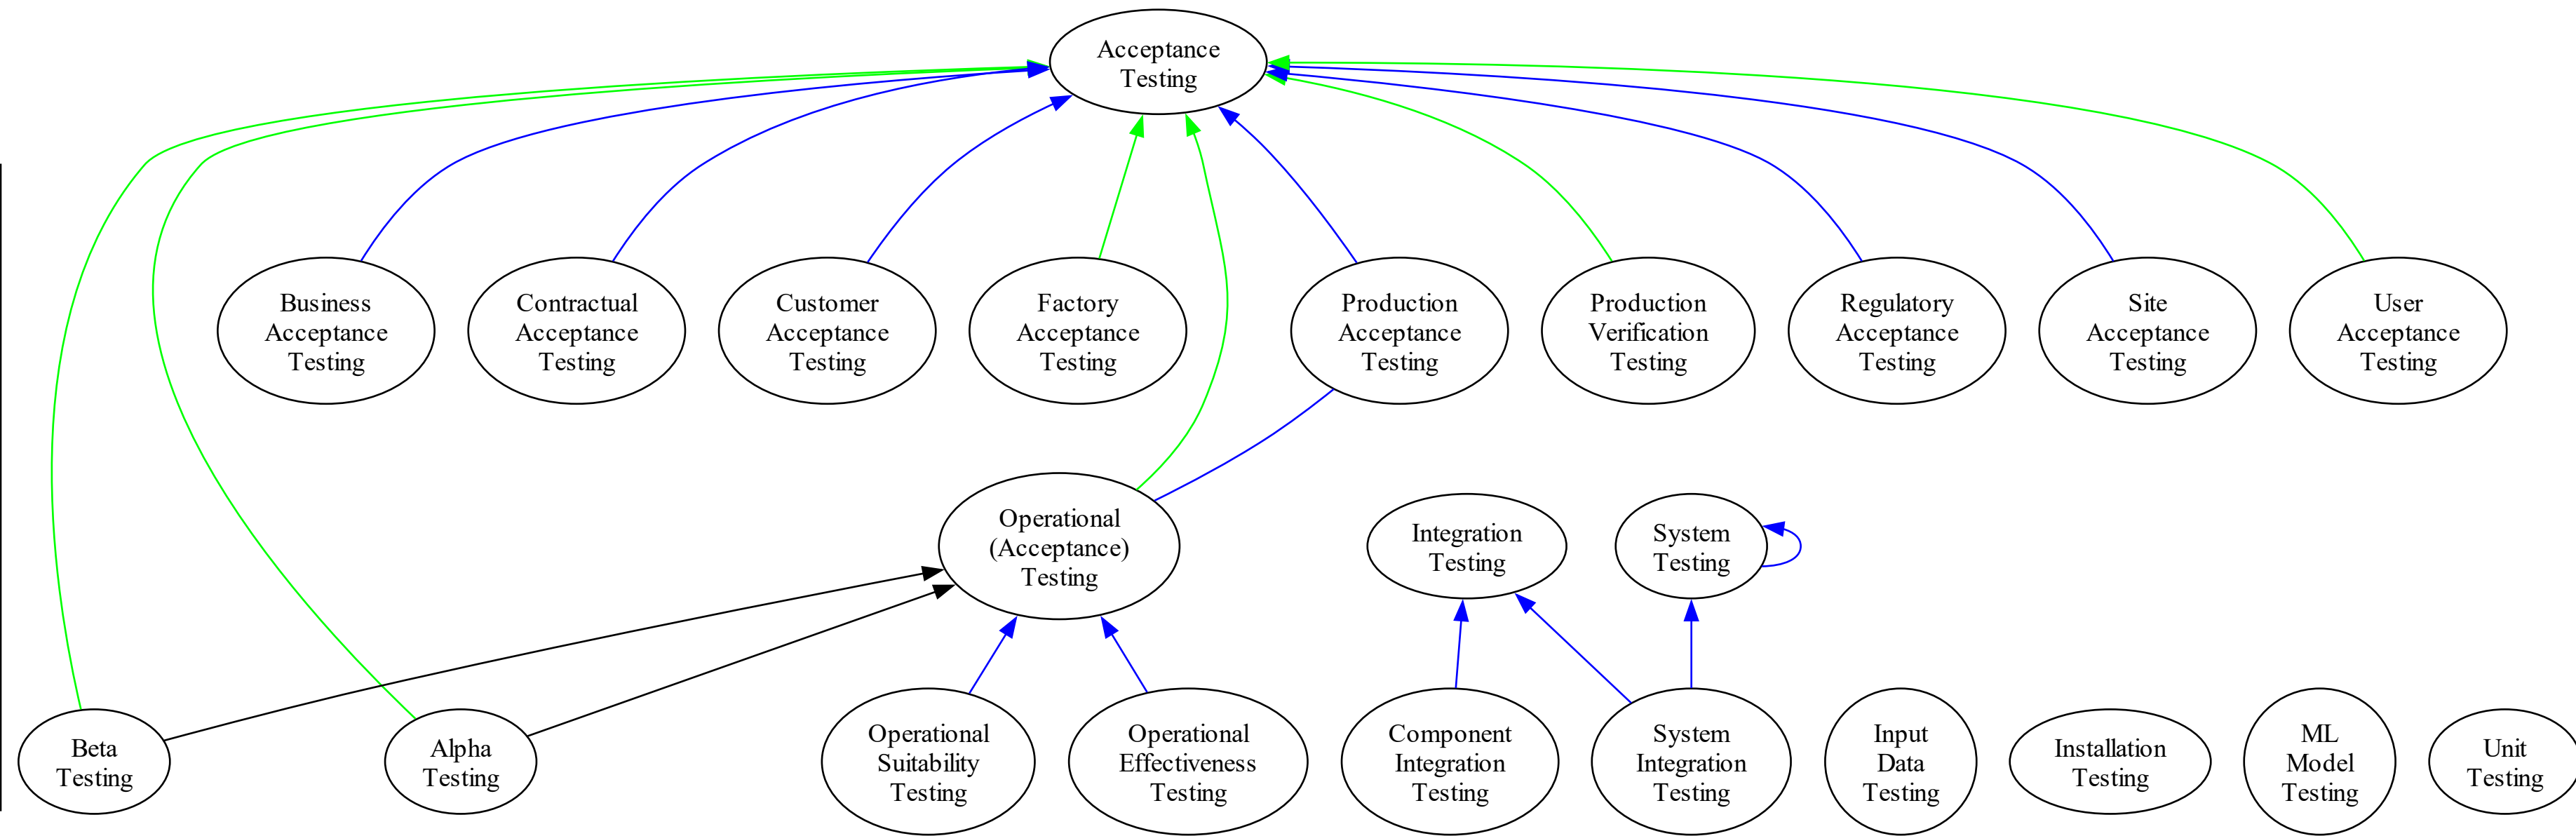 Acceptance
Testing
Business
Acceptance
Testing
Contractual
Acceptance
Testing
Customer
Acceptance
Testing
Factory
Acceptance
Testing
Production
Acceptance
Testing
Production
Verification
Testing
Regulatory
Acceptance
Testing
Site
Acceptance
Testing
User
Acceptance
Testing
Operational
(Acceptance)
Testing
Integration
Testing
System
Testing
Beta
Testing
Alpha
Testing
Operational
Suitability
Testing
Operational
Effectiveness
Testing
Component
Integration
Testing
System
Integration
Testing
Input
Data
Testing
Installation
Testing
ML
Model
Testing
Unit
Testing